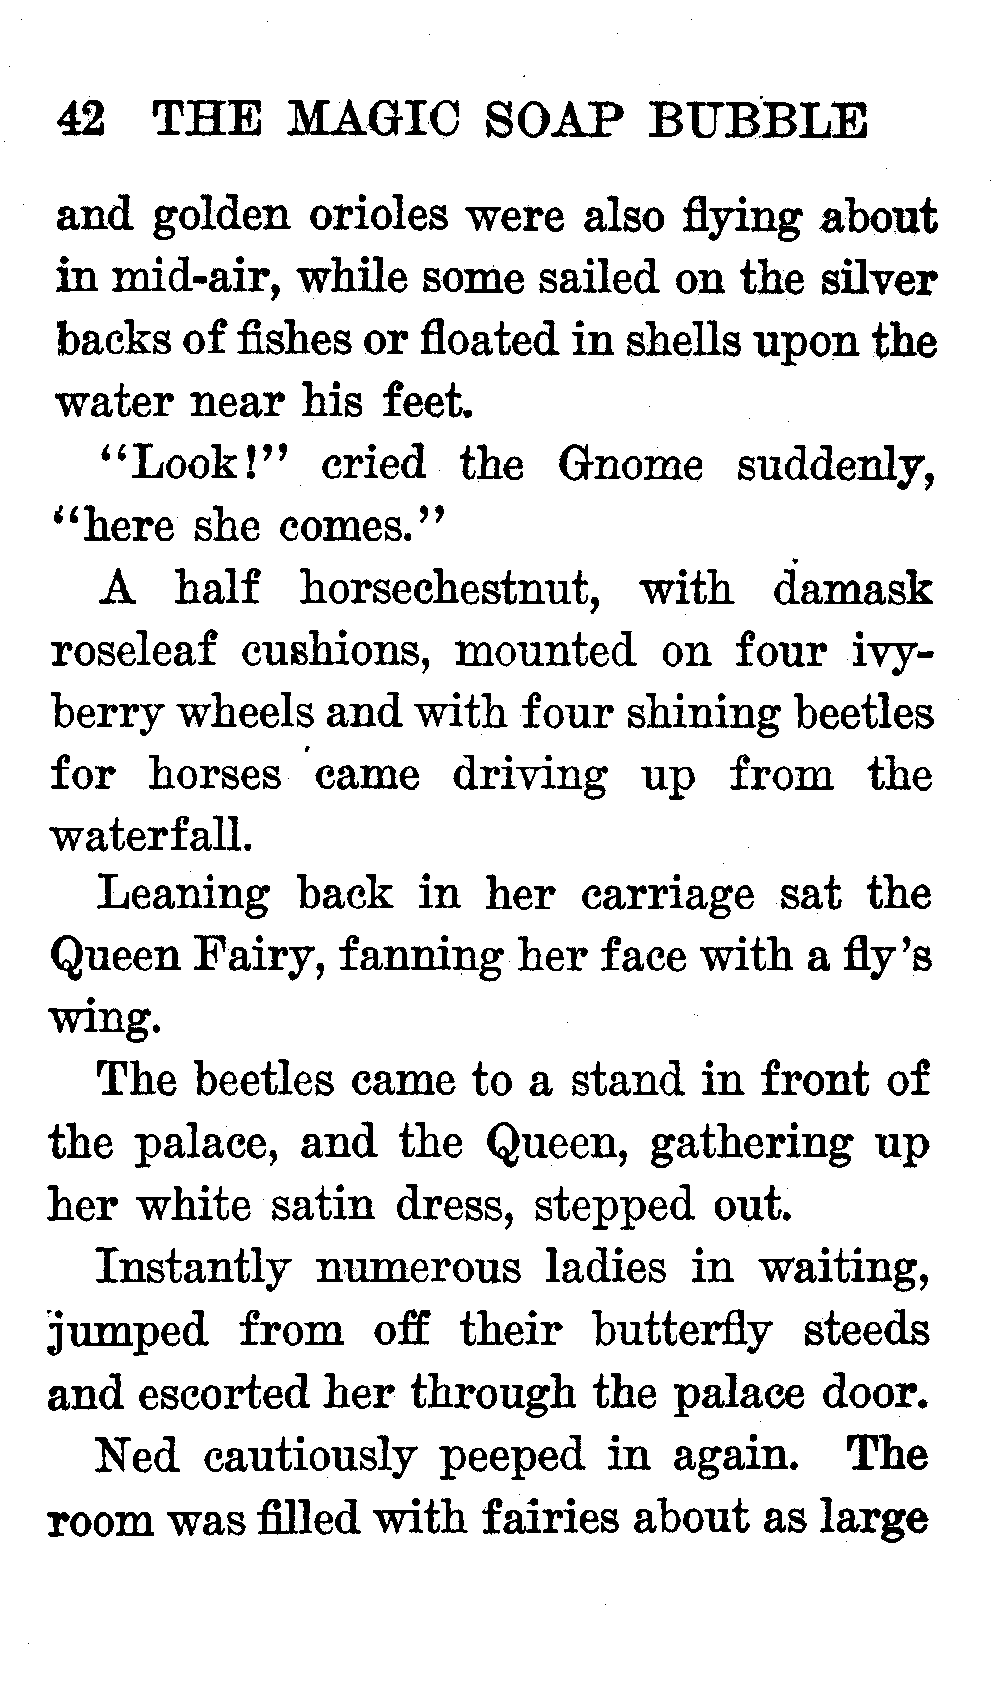 42 THE MAGIC SOAP BUBBLE
and golden orioles were also flying about
in mid-air, while some sailed on the silver
backs of fishes or floated in shells upon the
water near his feet.
“Look!” cried the Gnome suddenly,
“here she comes.”
A half horsechestnut, with damask
roseleaf cushions, mounted on four ivy-
berry wheels and with four shining beetles
for horses came driving up from the
waterfall.
Leaning back in her carriage sat the
Queen Fairy, fanning her face with a fly’s
wing.
The beetles came to a stand in front of
the palace, and the Queen, gathering up
her white satin dress, stepped out.
Instantly numerous ladies in waiting,
jumped from off their butterfly steeds
and escorted her through the palace door.
Ned cautiously peeped in again. The
room was filled with fairies about as large